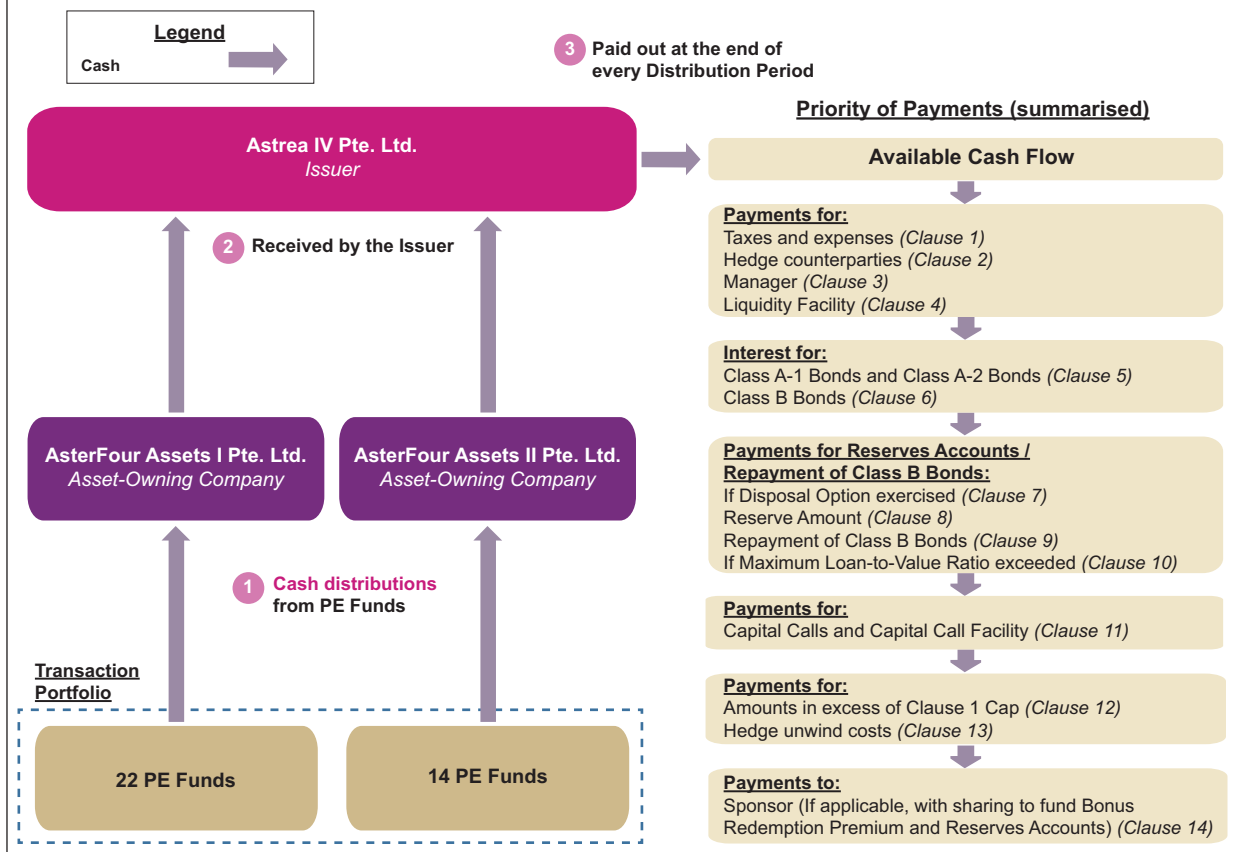 Legend
Cash
3 Paid out at the end of
every Distribution Period
Astrea IV Pte. Ltd.
Issuer
2 Received by the Issuer
AsterFour Assets I Pte. Ltd.
Asset-Owning Company
AsterFour Assets II Pte. Ltd.
Asset-Owning Company
1 Cash distributions
from PE Funds
Transaction
Portfolio
22 PE Funds
14 PE Funds
Priority of Payments (summarised)
Available Cash Flow
Payments for:
Taxes and expenses (Clause 1)
Hedge counterparties (Clause 2)
Manager (Clause 3)
Liquidity Facility (Clause 4)
Interest for:
Class A-1 Bonds and Class A-2 Bonds (Clause 5)
Class B Bonds (Clause 6)
Payments for Reserves Accounts /
Repayment of Class B Bonds:
If Disposal Option exercised (Clause 7)
Reserve Amount (Clause 8)
Repayment of Class B Bonds (Clause 9)
If Maximum Loan-to-Value Ratio exceeded (Clause 10)
Payments for:
Capital Calls and Capital Call Facility (Clause 11)
Payments for:
Amounts in excess of Clause 1 Cap (Clause 12)
Hedge unwind costs (Clause 13)
Payments to:
Sponsor (If applicable, with sharing to fund Bonus
Redemption Premium and Reserves Accounts) (Clause 14)